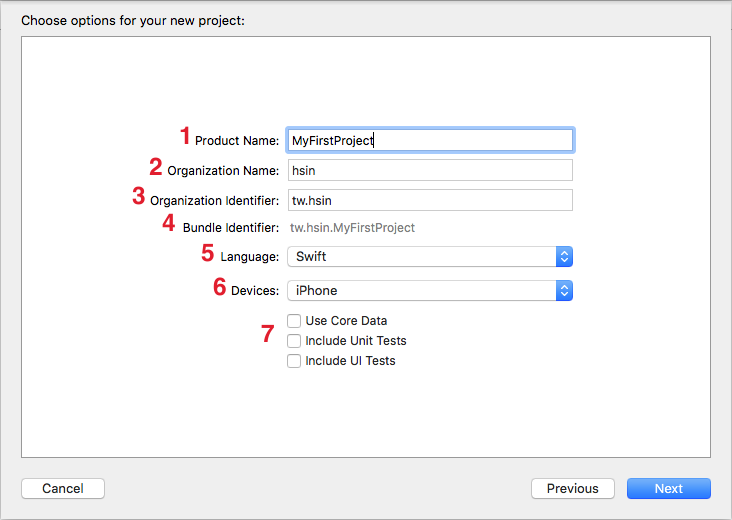 Choose options for your new project:
1 Product Name: MyFirstProject
2 Organization Name: hsin
3 Organization Identifier: tw.hsin
4 Bundle Identifier: tw.hsin.MyFirstProject
5 Language: Swift
6 Devices: iPhone
Use Core Data
7 Include Unit Tests
Include UI Tests
Cancel Previous Next